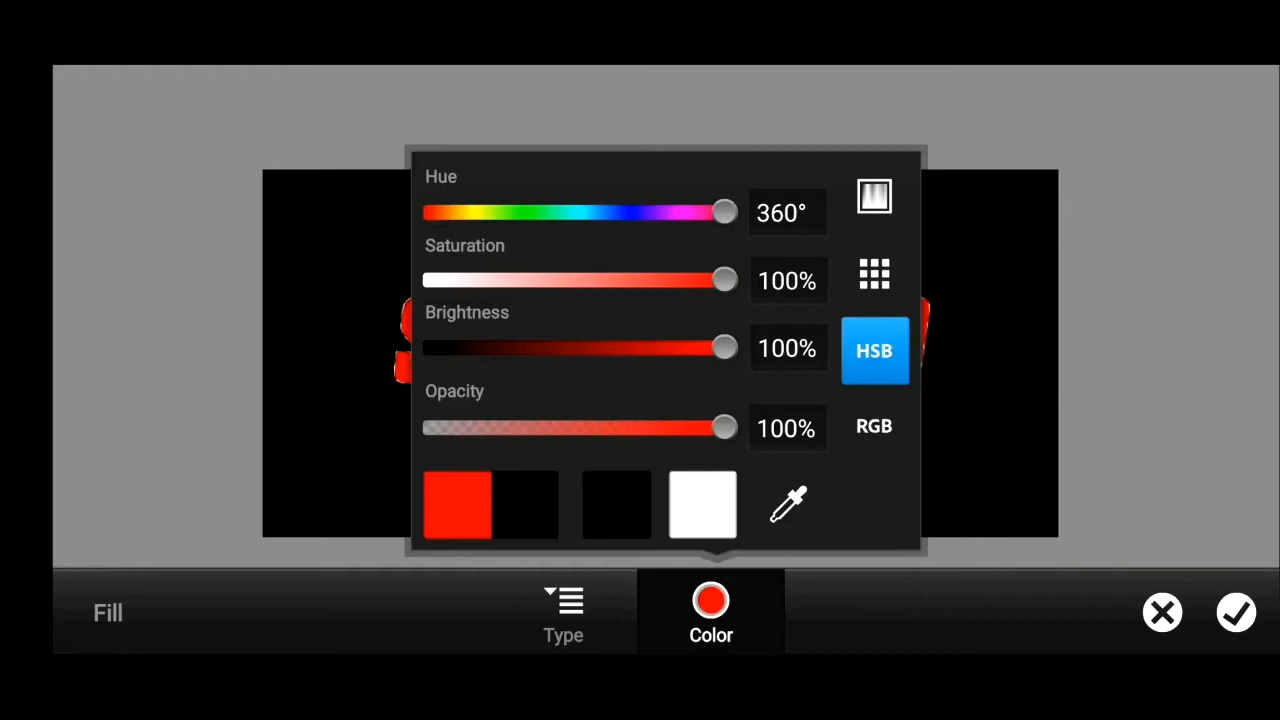 Hue
360°
Saturation
100%
Brightness
100%
HSB
Opacity
100%
RGB
Fill
Type
Color